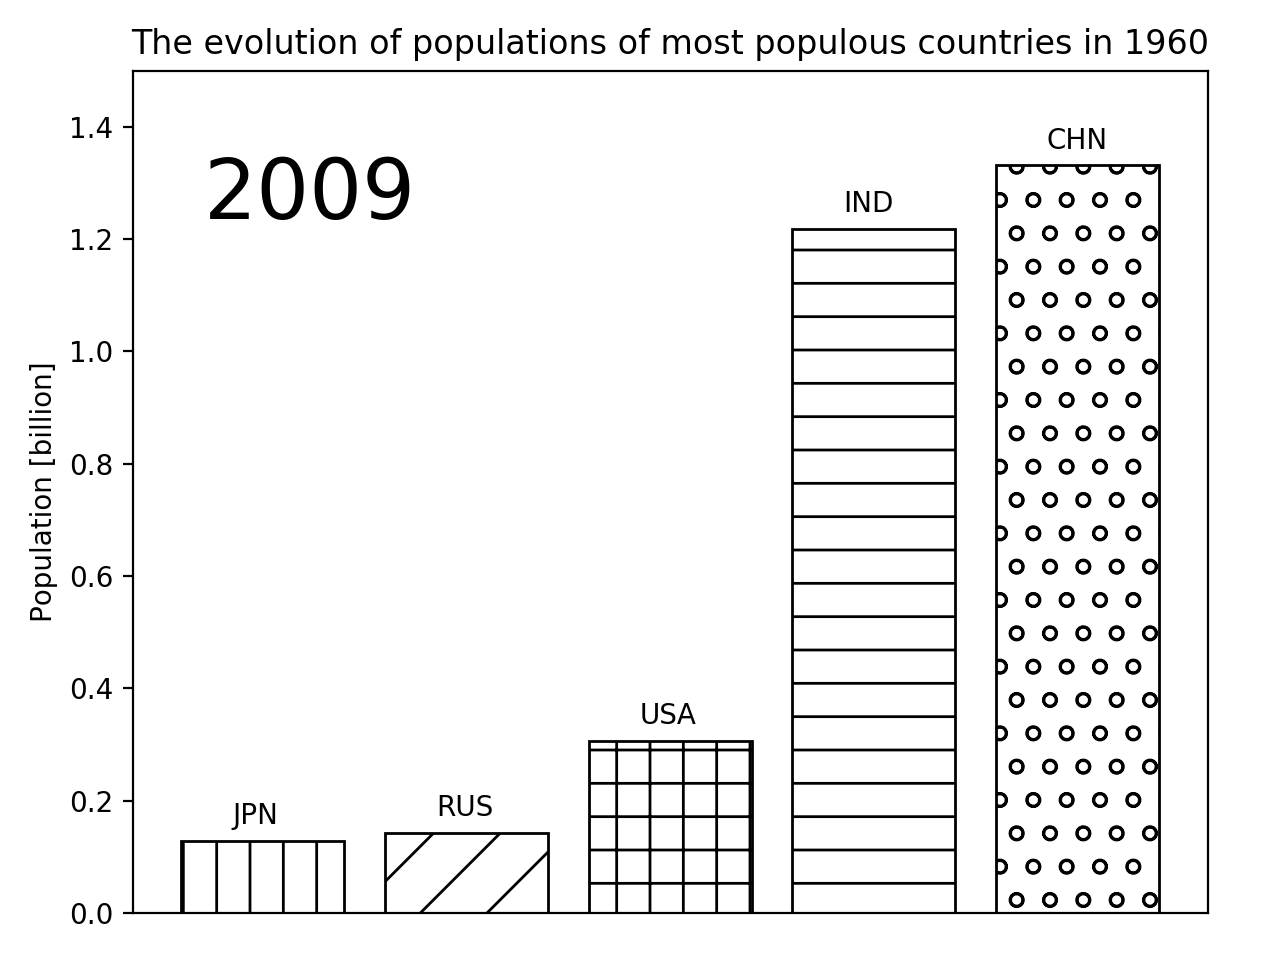 The evolution of populations of most populous countries in 1960
2009
Population [billion]
1.4
1.2
1.0
0.8
0.6
0.4
0.2
0.0
JPN
RUS
USA
IND
CHN